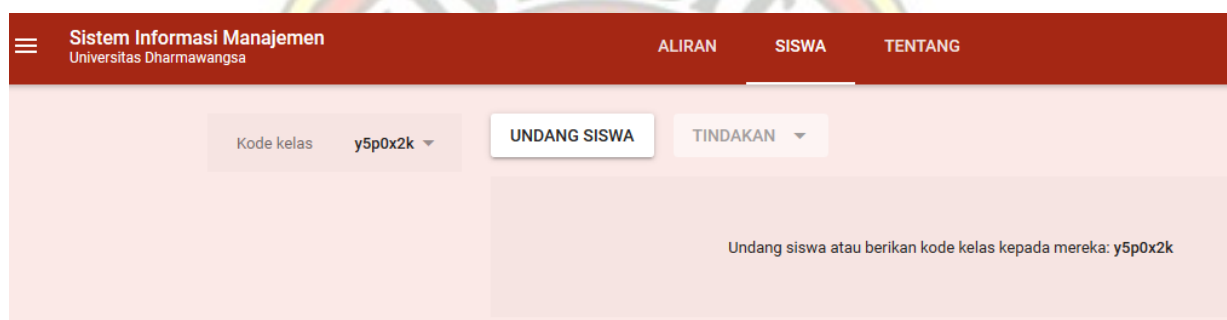 Sistem Informasi Manajemen
Universitas Dharmawangsa
ALIRAN SISWA TENTANG
Kode kelas y5p0x2k
UNDANG SISWA TINDAKAN
Undang siswa atau berikan kode kelas kepada mereka: y5p0x2k